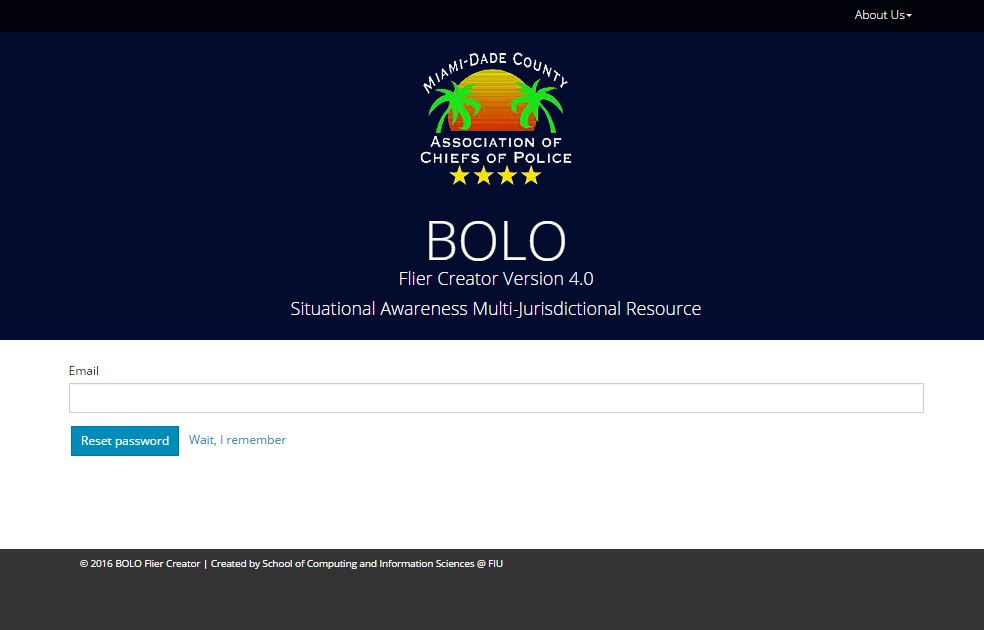 About Us
Miami-Dade County
Association of
Chiefs of Police
BOLO
Flier Creator Version 4.0
Situational Awareness Multi-Jurisdictional Resource
Email
Reset password Wait, I remember
© 2016 BOLO Flier Creator | Created by School of Computing and Information Sciences @ FIU